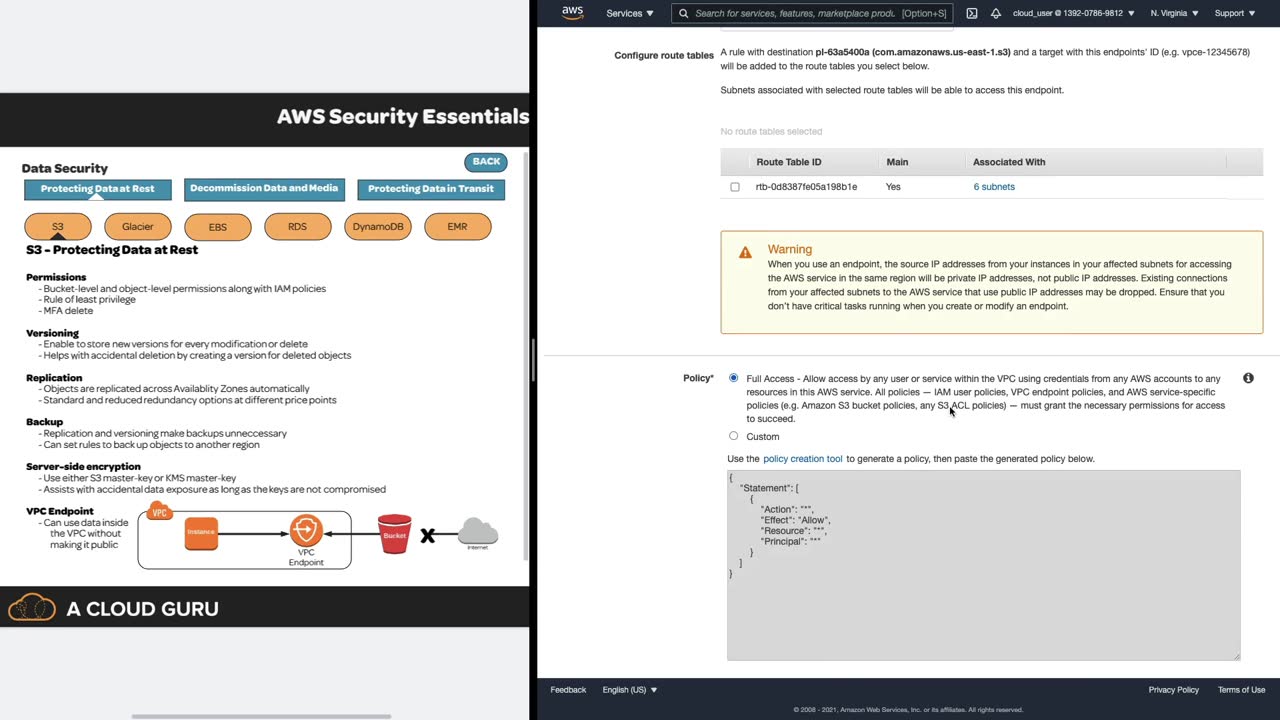 AWS Security Essentials
Data Security
BACK
Protecting Data at Rest
Decommission Data and Media
Protecting Data in Transit
S3
Glacier
EBS
RDS
DynamoDB
EMR
S3 - Protecting Data at Rest
Permissions
- Bucket-level and object-level permissions along with IAM policies
- Rule of least privilege
- MFA delete
Versioning
- Enable to store new versions for every modification or delete
- Helps with accidental deletion by creating a version for deleted objects
Replication
- Objects are replicated across Availablity Zones automatically
- Standard and reduced redundancy options at different price points
Backup
- Replication and versioning make backups unneccessary
- Can set rules to back up objects to another region
Server-side encryption
- Use either S3 master-key or KMS master-key
- Assists with accidental data exposure as long as the keys are not compromised
VPC Endpoint
- Can use data inside
the VPC without
making it public
VPC
Instance
VPC
Endpoint
Bucket
X
Internet
A CLOUD GURU
aws
Services
Search for services, features, marketplace produ
[Option+S]
cloud_user @ 1392-0786-9812
N. Virginia
Support
Configure route tables
A rule with destination pl-63a5400a (com.amazonaws.us-east-1.s3) and a target with this endpoints' ID (e.g. vpce-12345678)
will be added to the route tables you select below.
Subnets associated with selected route tables will be able to access this endpoint.
No route tables selected
Route Table ID
Main
Associated With
rtb-0d8387fe05a198b1e
Yes
6 subnets
Warning
When you use an endpoint, the source IP addresses from your instances in your affected subnets for accessing
the AWS service in the same region will be private IP addresses, not public IP addresses. Existing connections
from your affected subnets to the AWS service that use public IP addresses may be dropped. Ensure that you
don't have critical tasks running when you create or modify an endpoint.
Policy*
Full Access - Allow access by any user or service within the VPC using credentials from any AWS accounts to any
resources in this AWS service. All policies — IAM user policies, VPC endpoint policies, and AWS service-specific
policies (e.g. Amazon S3 bucket policies, any S3 ACL policies) — must grant the necessary permissions for access
to succeed.
Custom
Use the policy creation tool to generate a policy, then paste the generated policy below.
{
"Statement": [
{
"Action": "*",
"Effect": "Allow",
"Resource": "*",
"Principal": "*"
}
]
}
Feedback
English (US)
Privacy Policy
Terms of Use
© 2008 - 2021, Amazon Web Services, Inc. or its affiliates. All rights reserved.